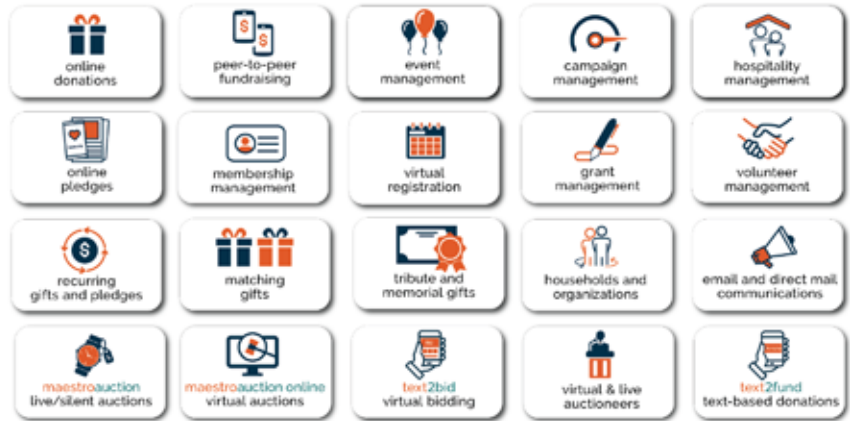 online
donations
peer-to-peer
fundraising
event
management
campaign
management
hospitality
management
online
pledges
membership
management
virtual
registration
grant
management
volunteer
management
recurring
gifts and pledges
matching
gifts
tribute and
memorial gifts
households and
organizations
email and direct mail
communications
maestroauction
live/silent auctions
maestroauction online
virtual auctions
text2bid
virtual bidding
virtual & live
auctioneers
text2fund
text-based donations